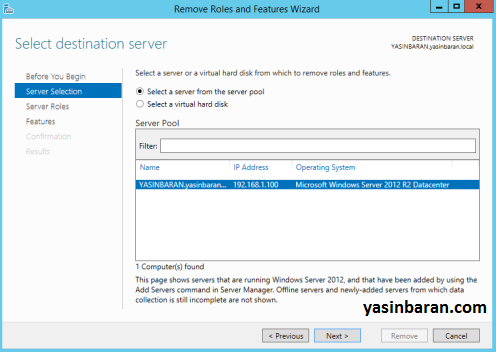 Remove Roles and Features Wizard
Select destination server
DESTINATION SERVER
YASINBARAN.yasinbaran.local
Before You Begin
Server Selection
Server Roles
Features
Confirmation
Results
Select a server or a virtual hard disk from which to remove roles and features.
Select a server from the server pool
Select a virtual hard disk
Server Pool
Filter:
Name IP Address Operating System
YASINBARAN.yasinbaran... 192.168.1.100 Microsoft Windows Server 2012 R2 Datacenter
1 Computer(s) found
This page shows servers that are running Windows Server 2012, and that have been added by using the
Add Servers command in Server Manager. Offline servers and newly-added servers from which data
collection is still incomplete are not shown.
yasinbaran.com
< Previous Next > Remove Cancel